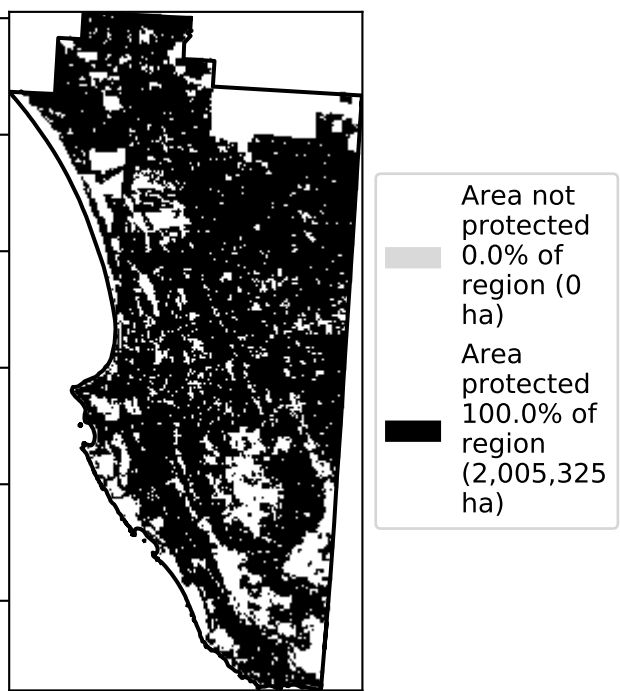 Area not
protected
0.0% of
region (0
ha)
Area
protected
100.0% of
region
(2,005,325
ha)